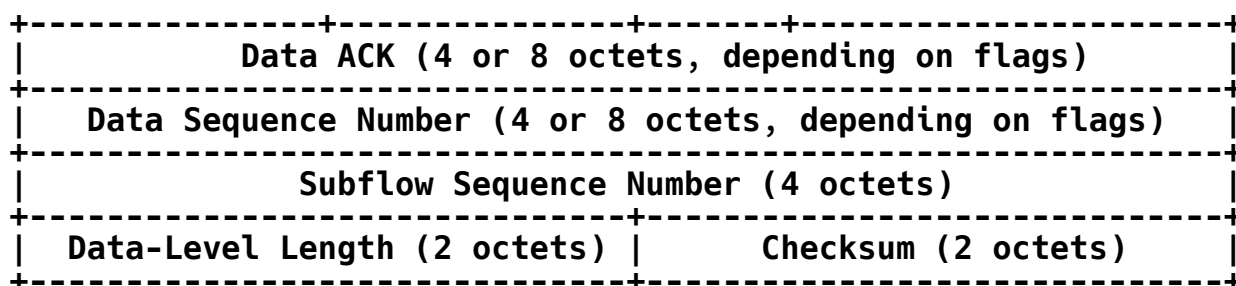 +---------------+---------------+-------+----------------------+
|           Data ACK (4 or 8 octets, depending on flags)       |
+--------------------------------------------------------------+
|   Data Sequence Number (4 or 8 octets, depending on flags)   |
+--------------------------------------------------------------+
|              Subflow Sequence Number (4 octets)              |
+-------------------------------+------------------------------+
|  Data-Level Length (2 octets) |      Checksum (2 octets)     |
+-------------------------------+------------------------------+